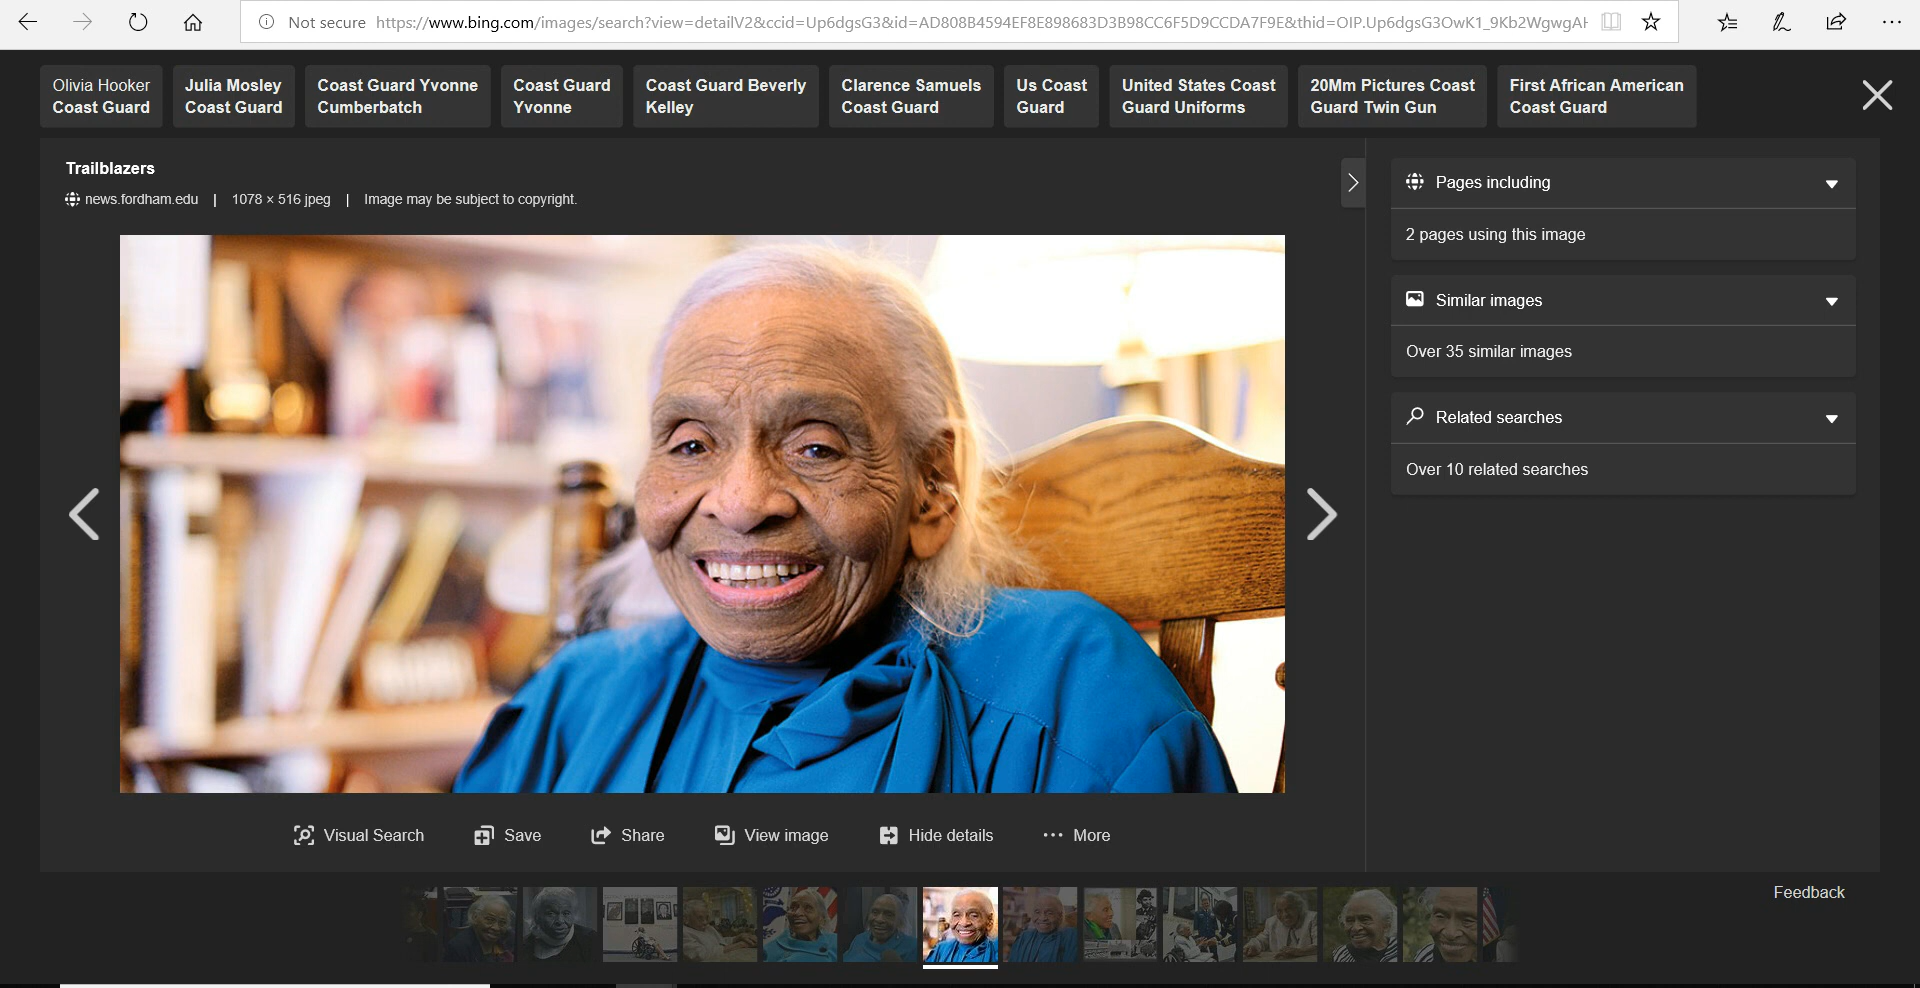 Not secure https://www.bing.com/images/search?view=detailV2&ccid=Up6dgsG3&id=AD808B4594EF8E898683D3B98CC6F5D9CCDA7F9E&thid=OIP.Up6dgsG3OwK1_9Kb2WgwgAH
Olivia Hooker
Coast Guard
Julia Mosley
Coast Guard
Coast Guard Yvonne
Cumberbatch
Coast Guard
Yvonne
Coast Guard Beverly
Kelley
Clarence Samuels
Coast Guard
Us Coast
Guard
United States Coast
Guard Uniforms
20Mm Pictures Coast
Guard Twin Gun
First African American
Coast Guard
Trailblazers
news.fordham.edu | 1078 × 516 jpeg | Image may be subject to copyright.
Pages including
2 pages using this image
Similar images
Over 35 similar images
Related searches
Over 10 related searches
Visual Search Save Share View image Hide details More
Feedback